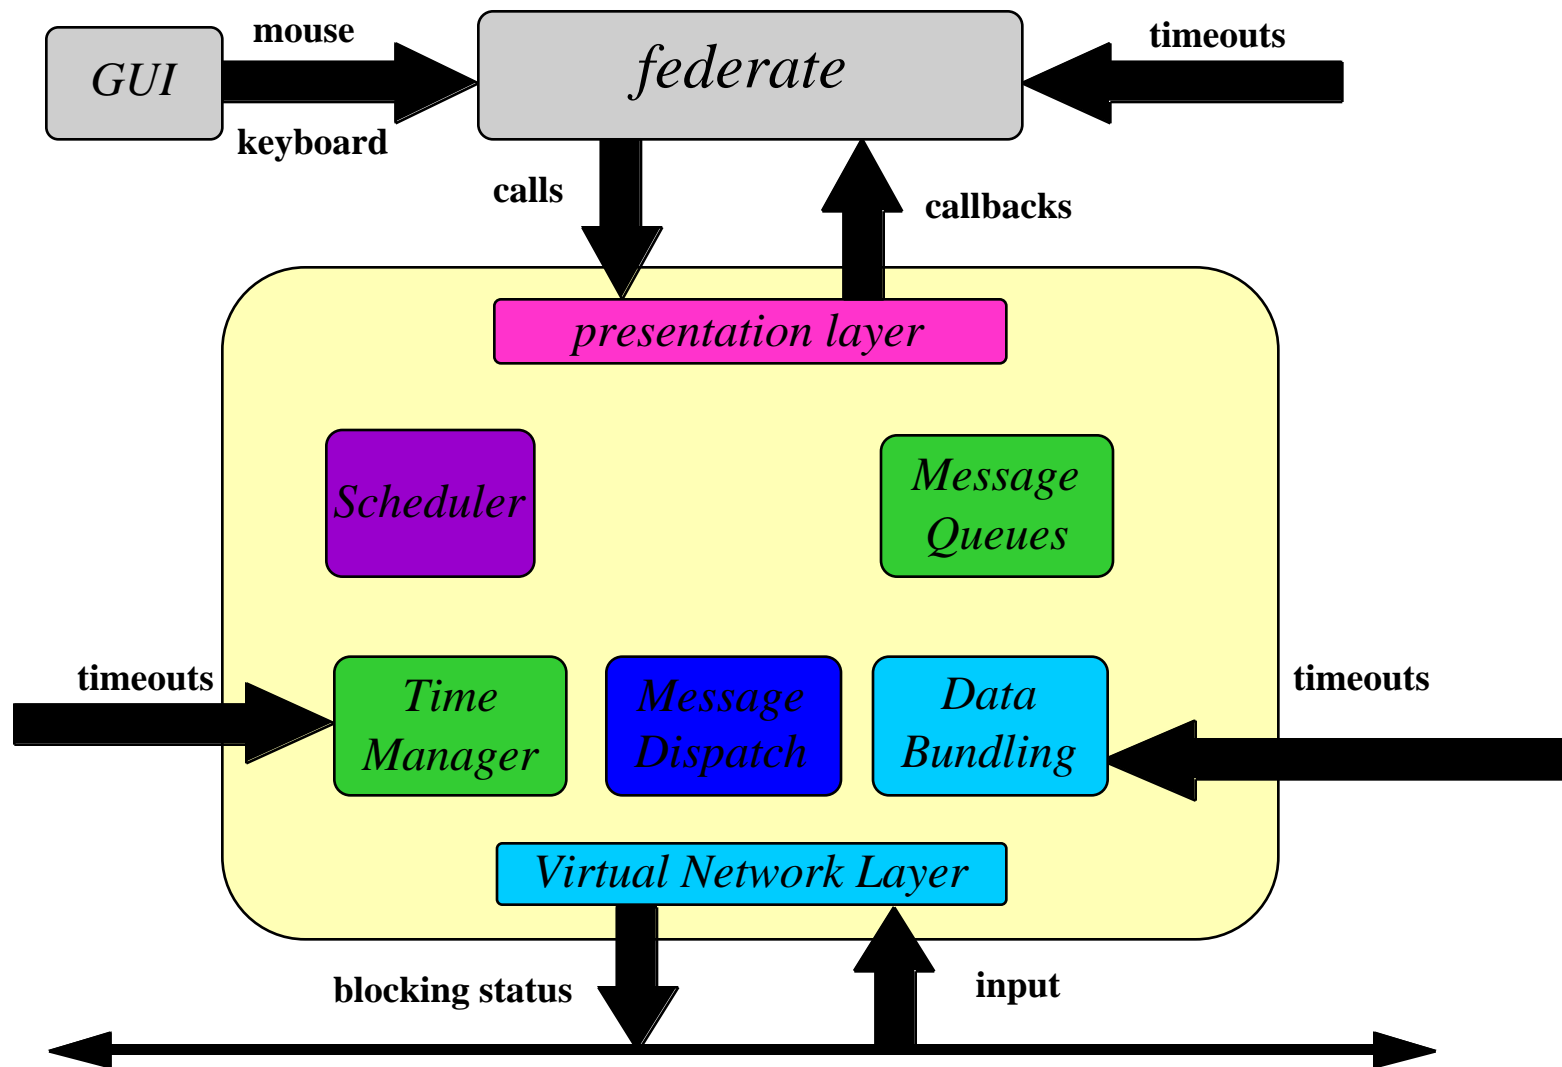 mouse
timeouts
GUI
federate
keyboard
calls
callbacks
presentation layer
Scheduler
Message
Queues
timeouts
timeouts
Time
Manager
Message
Dispatch
Data
Bundling
Virtual Network Layer
blocking status
input